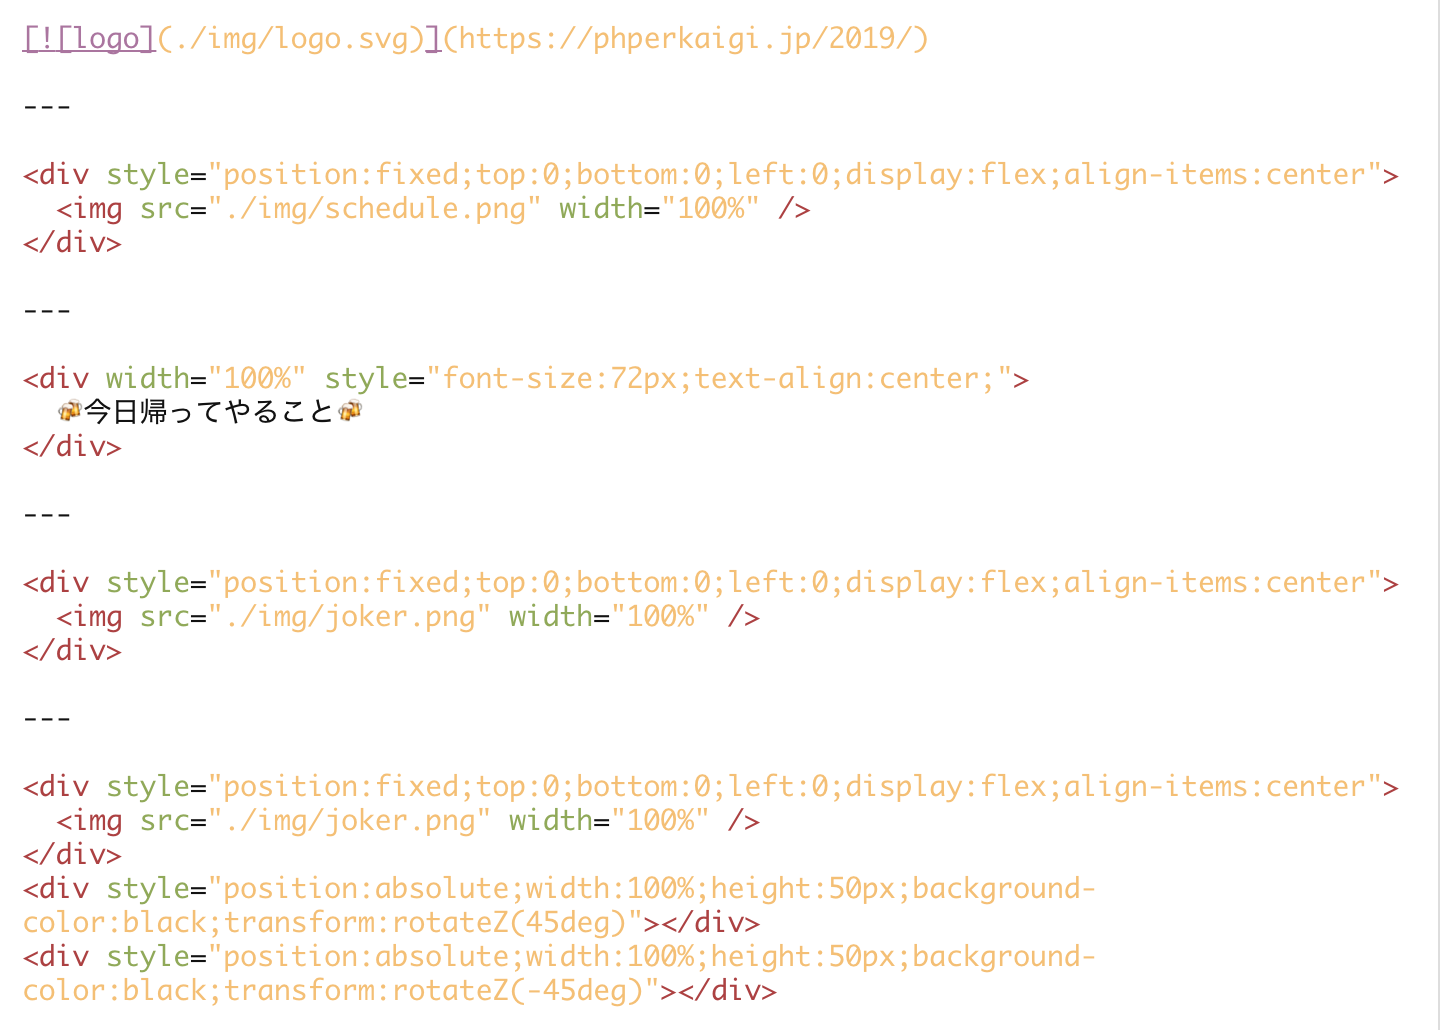 [![logo](./img/logo.svg)](https://phperkaigi.jp/2019/)
---
<div style="position:fixed;top:0;bottom:0;left:0;display:flex;align-items:center">
  <img src="./img/schedule.png" width="100%" />
</div>
---
<div width="100%" style="font-size:72px;text-align:center;">
  🍻今日帰ってやること🍻
</div>
---
<div style="position:fixed;top:0;bottom:0;left:0;display:flex;align-items:center">
  <img src="./img/joker.png" width="100%" />
</div>
---
<div style="position:fixed;top:0;bottom:0;left:0;display:flex;align-items:center">
  <img src="./img/joker.png" width="100%" />
</div>
<div style="position:absolute;width:100%;height:50px;background-
color:black;transform:rotateZ(45deg)"></div>
<div style="position:absolute;width:100%;height:50px;background-
color:black;transform:rotateZ(-45deg)"></div>